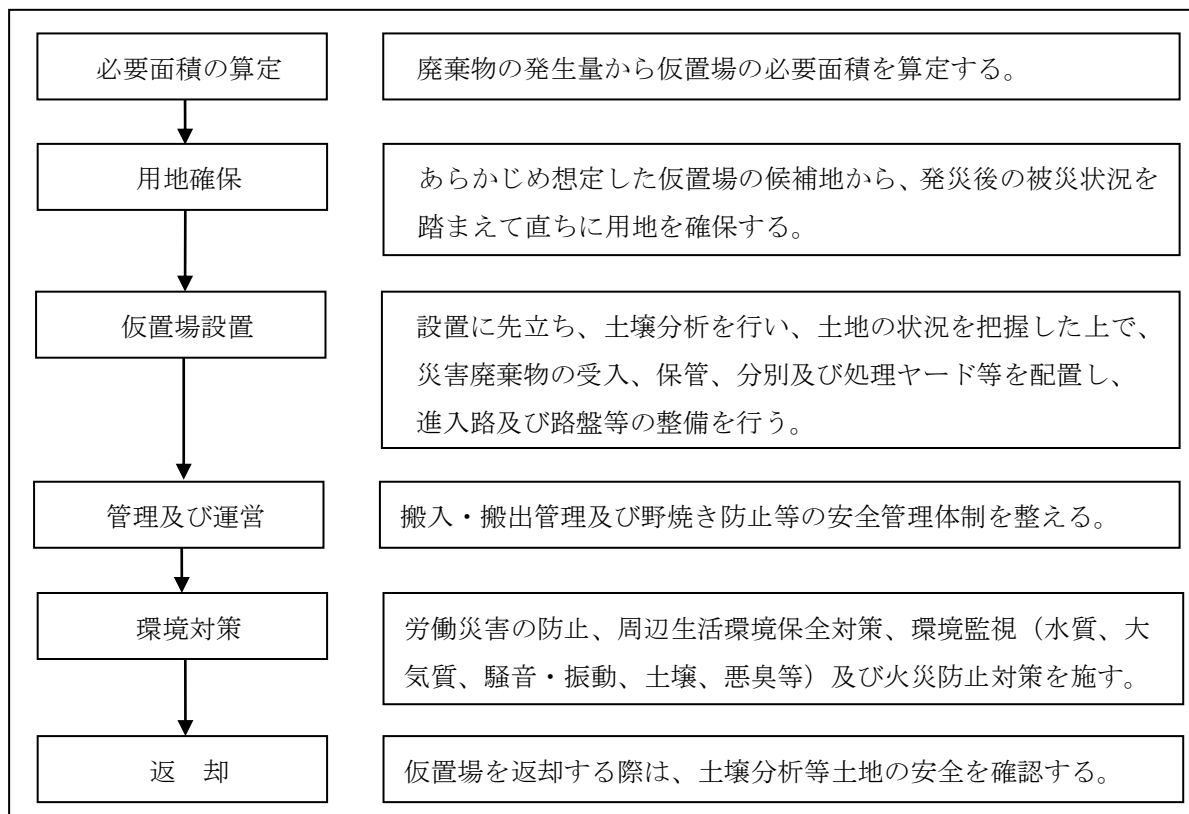 必要面積の算定
廃棄物の発生量から仮置場の必要面積を算定する。
用地確保
あらかじめ想定した仮置場の候補地から、発災後の被災状況を
踏まえて直ちに用地を確保する。
仮置場設置
設置に先立ち、土壌分析を行い、土地の状況を把握した上で、
災害廃棄物の受入、保管、分別及び処理ヤード等を配置し、
進入路及び路盤等の整備を行う。
管理及び運営
搬入・搬出管理及び野焼き防止等の安全管理体制を整える。
環境対策
労働災害の防止、周辺生活環境保全対策、環境監視（水質、大
気質、騒音・振動、土壌、悪臭等）及び火災防止対策を施す。
返　却
仮置場を返却する際は、土壌分析等土地の安全を確認する。